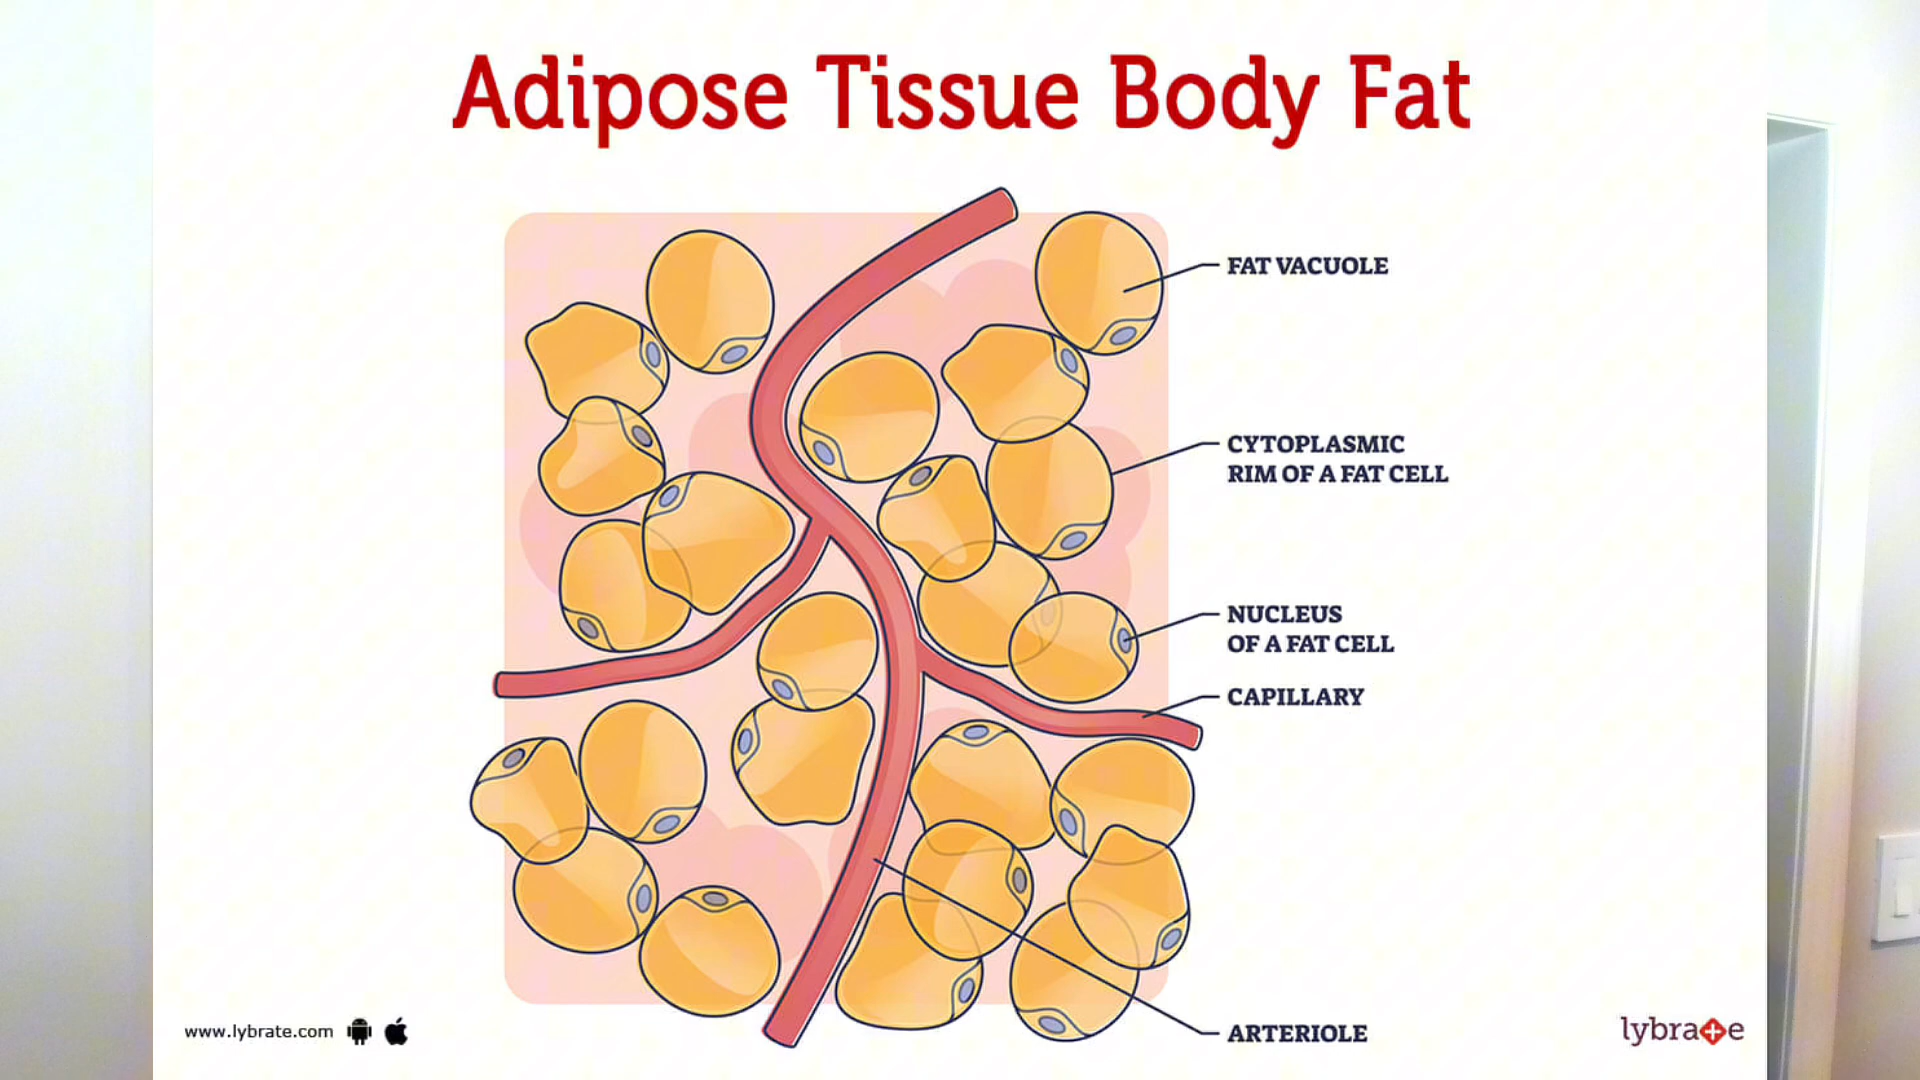 Adipose Tissue Body Fat
FAT VACUOLE
CYTOPLASMIC
RIM OF A FAT CELL
NUCLEUS
OF A FAT CELL
CAPILLARY
ARTERIOLE
www.lybrate.com
lybrate